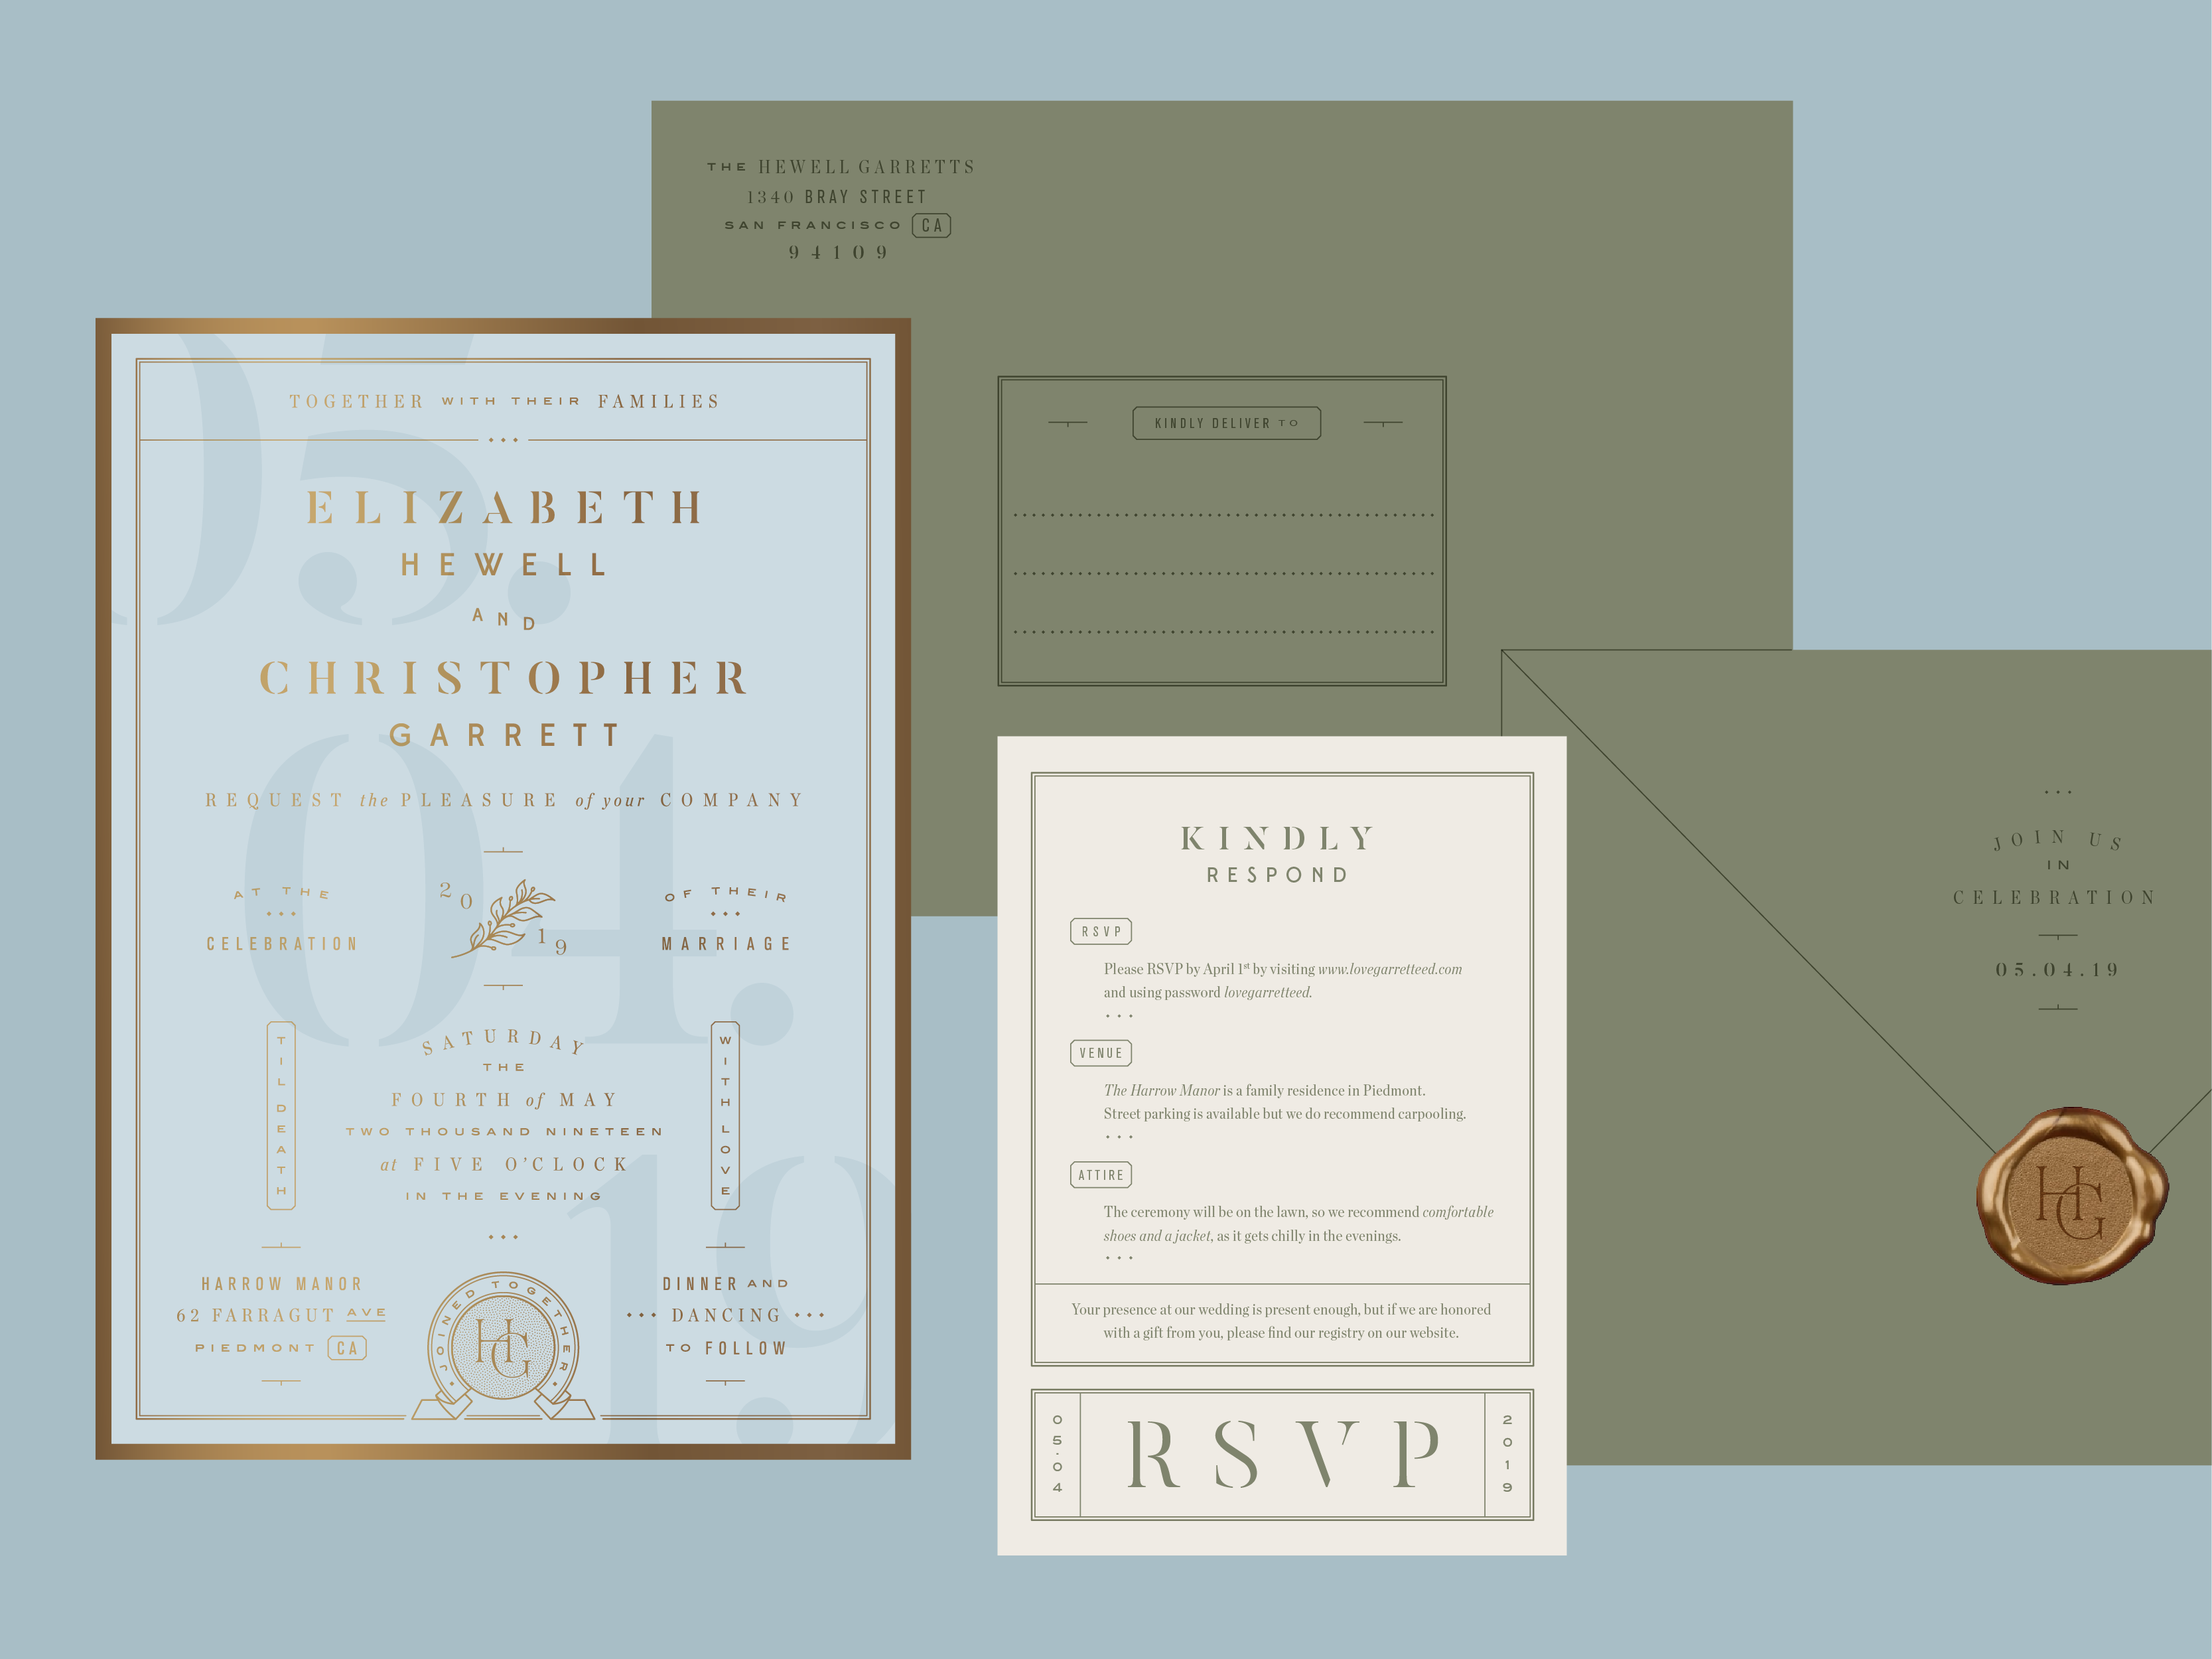 THE HEWELL GARRETTS
1340 BRAY STREET
SAN FRANCISCO CA
94109
KINDLY DELIVER TO
05.
04.
19
TOGETHER WITH THEIR FAMILIES
ELIZABETH
HEWELL
AND
CHRISTOPHER
GARRETT
REQUEST the PLEASURE of your COMPANY
AT THE
CELEBRATION
2019
OF THEIR
MARRIAGE
TIL DEATH
SATURDAY
THE
FOURTH of MAY
TWO THOUSAND NINETEEN
at FIVE O’CLOCK
IN THE EVENING
WITH LOVE
HARROW MANOR
62 FARRAGUT AVE
PIEDMONT CA
JOINED TOGETHER
HG
DINNER AND
DANCING
TO FOLLOW
KINDLY
RESPOND
RSVP
Please RSVP by April 1st by visiting www.lovegarretteed.com
and using password lovegarretteed.
VENUE
The Harrow Manor is a family residence in Piedmont.
Street parking is available but we do recommend carpooling.
ATTIRE
The ceremony will be on the lawn, so we recommend comfortable
shoes and a jacket, as it gets chilly in the evenings.
Your presence at our wedding is present enough, but if we are honored
with a gift from you, please find our registry on our website.
05.04
RSVP
2019
JOIN US
IN
CELEBRATION
05.04.19
HG